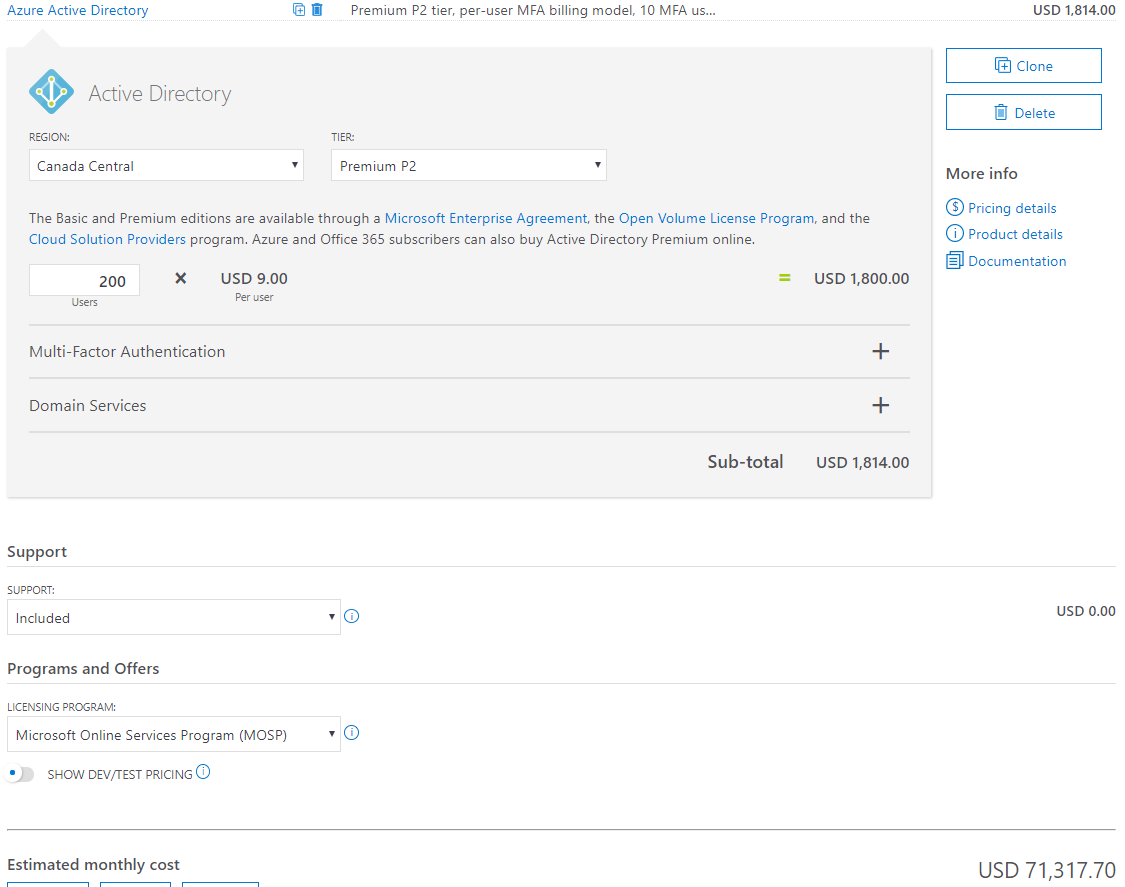 Azure Active Directory Premium P2 tier, per-user MFA billing model, 10 MFA us... USD 1,814.00
Active Directory
REGION: TIER:
Canada Central Premium P2
The Basic and Premium editions are available through a Microsoft Enterprise Agreement, the Open Volume License Program, and the
Cloud Solution Providers program. Azure and Office 365 subscribers can also buy Active Directory Premium online.
200 × USD 9.00 = USD 1,800.00
Users Per user
Multi-Factor Authentication +
Domain Services +
Sub-total USD 1,814.00
Clone
Delete
More info
Pricing details
Product details
Documentation
Support
SUPPORT:
Included USD 0.00
Programs and Offers
LICENSING PROGRAM:
Microsoft Online Services Program (MOSP)
SHOW DEV/TEST PRICING
Estimated monthly cost USD 71,317.70